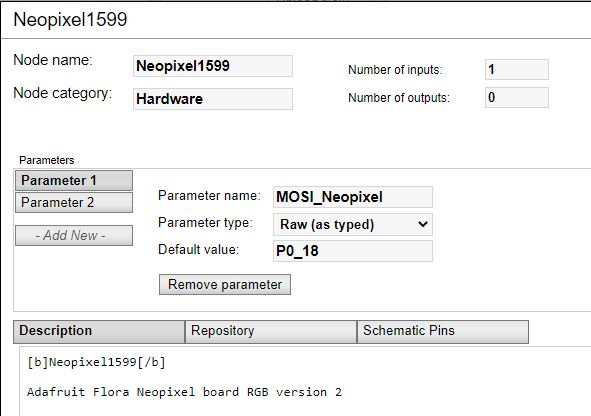 Neopixel1599
Node name: Neopixel1599 Number of inputs: 1
Node category: Hardware Number of outputs: 0
Parameters
Parameter 1
Parameter 2
- Add New -
Parameter name: MOSI_Neopixel
Parameter type: Raw (as typed)
Default value: P0_18
Remove parameter
Description Repository Schematic Pins
[b]Neopixel1599[/b]
Adafruit Flora Neopixel board RGB version 2